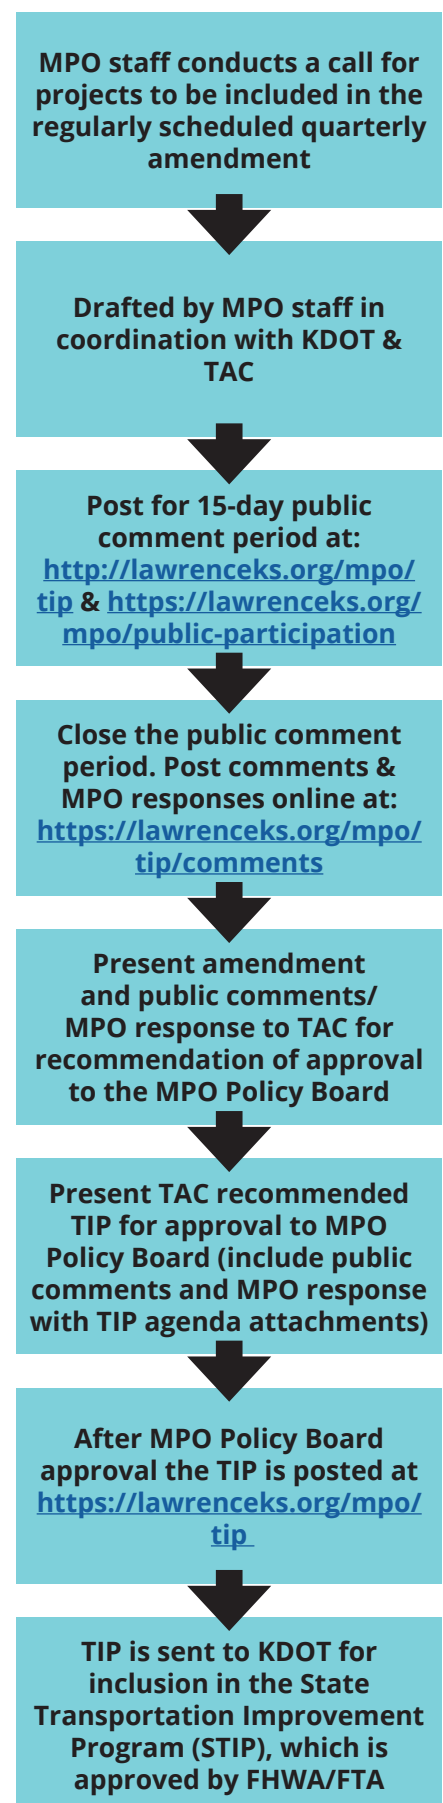 MPO staff conducts a call for
projects to be included in the
regularly scheduled quarterly
amendment
Drafted by MPO staff in
coordination with KDOT &
TAC
Post for 15-day public
comment period at:
http://lawrenceks.org/mpo/
tip & https://lawrenceks.org/
mpo/public-participation
Close the public comment
period. Post comments &
MPO responses online at:
https://lawrenceks.org/mpo/
tip/comments
Present amendment
and public comments/
MPO response to TAC for
recommendation of approval
to the MPO Policy Board
Present TAC recommended
TIP for approval to MPO
Policy Board (include public
comments and MPO response
with TIP agenda attachments)
After MPO Policy Board
approval the TIP is posted at
https://lawrenceks.org/mpo/
tip
TIP is sent to KDOT for
inclusion in the State
Transportation Improvement
Program (STIP), which is
approved by FHWA/FTA